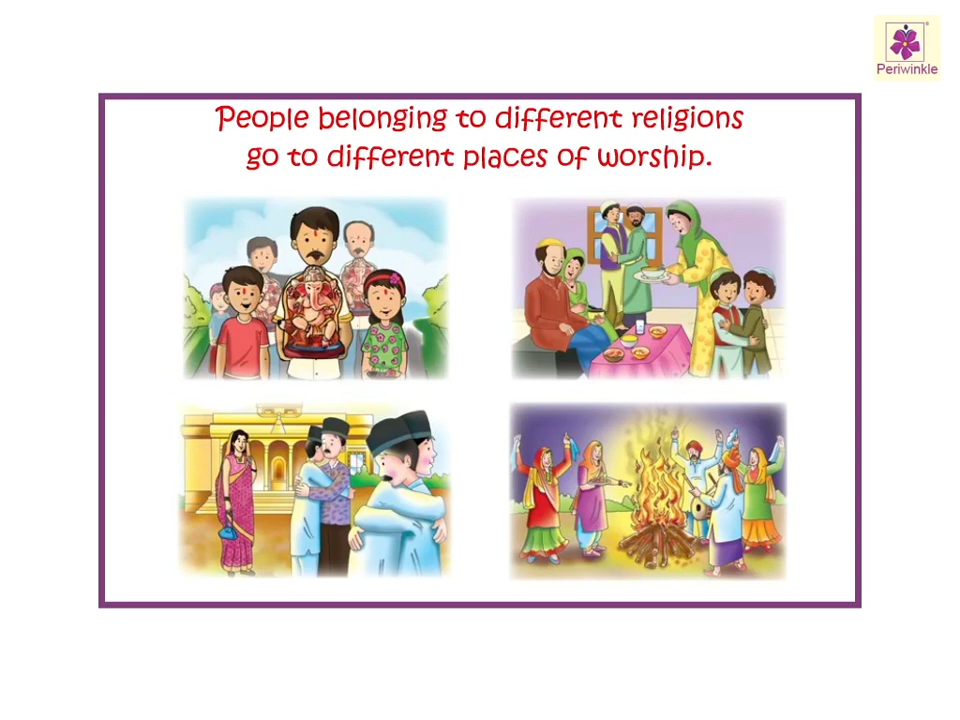 Periwinkle
People belonging to different religions
go to different places of worship.